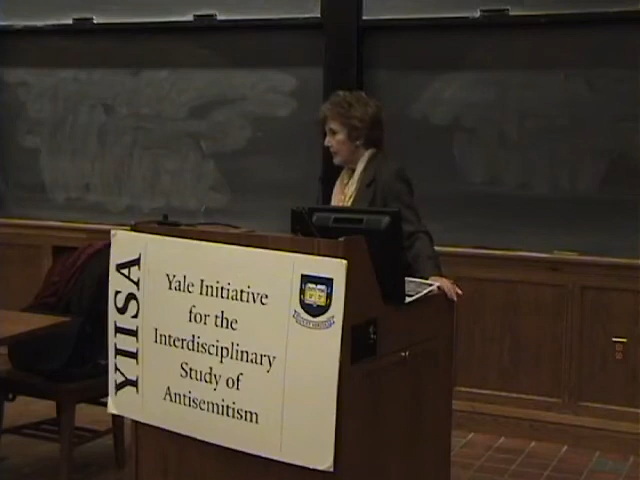 YIISA
Yale Initiative
for the
Interdisciplinary
Study of
Antisemitism